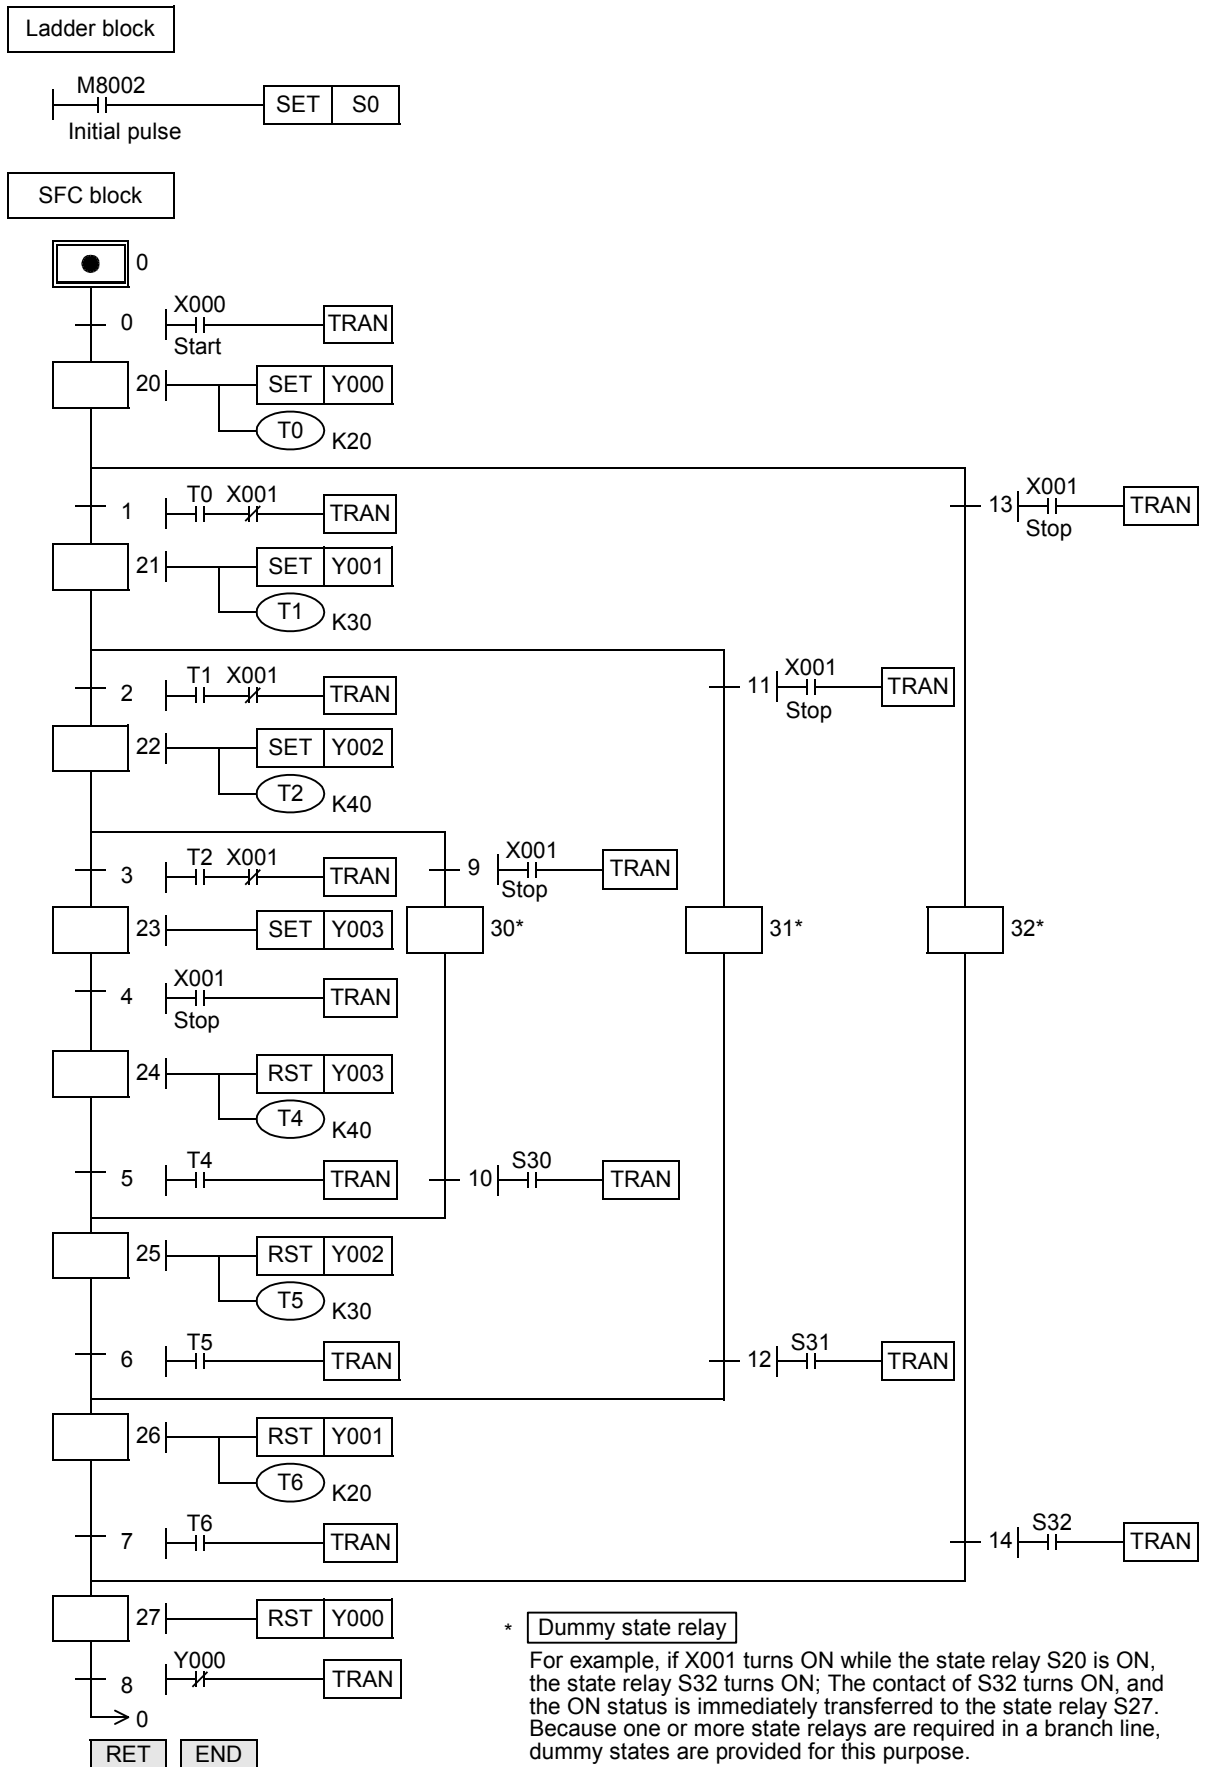 Ladder block
M8002
SET S0
Initial pulse
SFC block
0
X000
0 TRAN
Start
20 SET Y000
T0 K20
T0 X001
1 TRAN
X001
13 TRAN
Stop
21 SET Y001
T1 K30
T1 X001
2 TRAN
X001
11 TRAN
Stop
22 SET Y002
T2 K40
T2 X001
3 TRAN
X001
9 TRAN
Stop
23 SET Y003
30*
31*
32*
X001
4 TRAN
Stop
24 RST Y003
T4 K40
T4
5 TRAN
S30
10 TRAN
25 RST Y002
T5 K30
T5
6 TRAN
S31
12 TRAN
26 RST Y001
T6 K20
T6
7 TRAN
S32
14 TRAN
27 RST Y000
Y000
8 TRAN
0
RET END
* Dummy state relay
For example, if X001 turns ON while the state relay S20 is ON,
the state relay S32 turns ON; The contact of S32 turns ON, and
the ON status is immediately transferred to the state relay S27.
Because one or more state relays are required in a branch line,
dummy states are provided for this purpose.